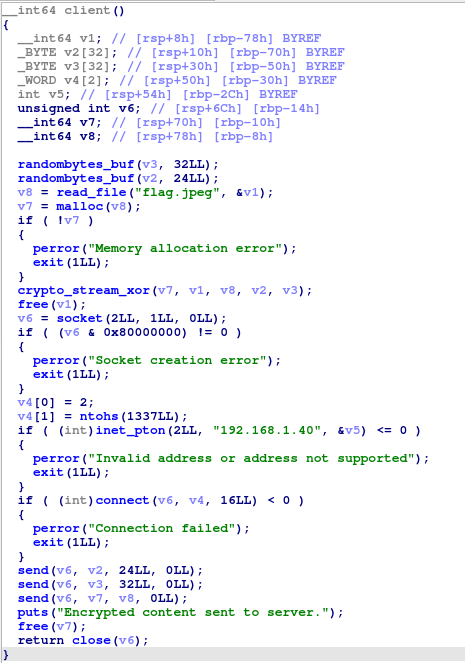 __int64 client()
{
  __int64 v1; // [rsp+8h] [rbp-78h] BYREF
  _BYTE v2[32]; // [rsp+10h] [rbp-70h] BYREF
  _BYTE v3[32]; // [rsp+30h] [rbp-50h] BYREF
  _WORD v4[2]; // [rsp+50h] [rbp-30h] BYREF
  int v5; // [rsp+54h] [rbp-2Ch] BYREF
  unsigned int v6; // [rsp+6Ch] [rbp-14h]
  __int64 v7; // [rsp+70h] [rbp-10h]
  __int64 v8; // [rsp+78h] [rbp-8h]

  randombytes_buf(v3, 32LL);
  randombytes_buf(v2, 24LL);
  v8 = read_file("flag.jpeg", &v1);
  v7 = malloc(v8);
  if ( !v7 )
  {
    perror("Memory allocation error");
    exit(1LL);
  }
  crypto_stream_xor(v7, v1, v8, v2, v3);
  free(v1);
  v6 = socket(2LL, 1LL, 0LL);
  if ( (v6 & 0x80000000) != 0 )
  {
    perror("Socket creation error");
    exit(1LL);
  }
  v4[0] = 2;
  v4[1] = ntohs(1337LL);
  if ( (int)inet_pton(2LL, "192.168.1.40", &v5) <= 0 )
  {
    perror("Invalid address or address not supported");
    exit(1LL);
  }
  if ( (int)connect(v6, v4, 16LL) < 0 )
  {
    perror("Connection failed");
    exit(1LL);
  }
  send(v6, v2, 24LL, 0LL);
  send(v6, v3, 32LL, 0LL);
  send(v6, v7, v8, 0LL);
  puts("Encrypted content sent to server.");
  free(v7);
  return close(v6);
}